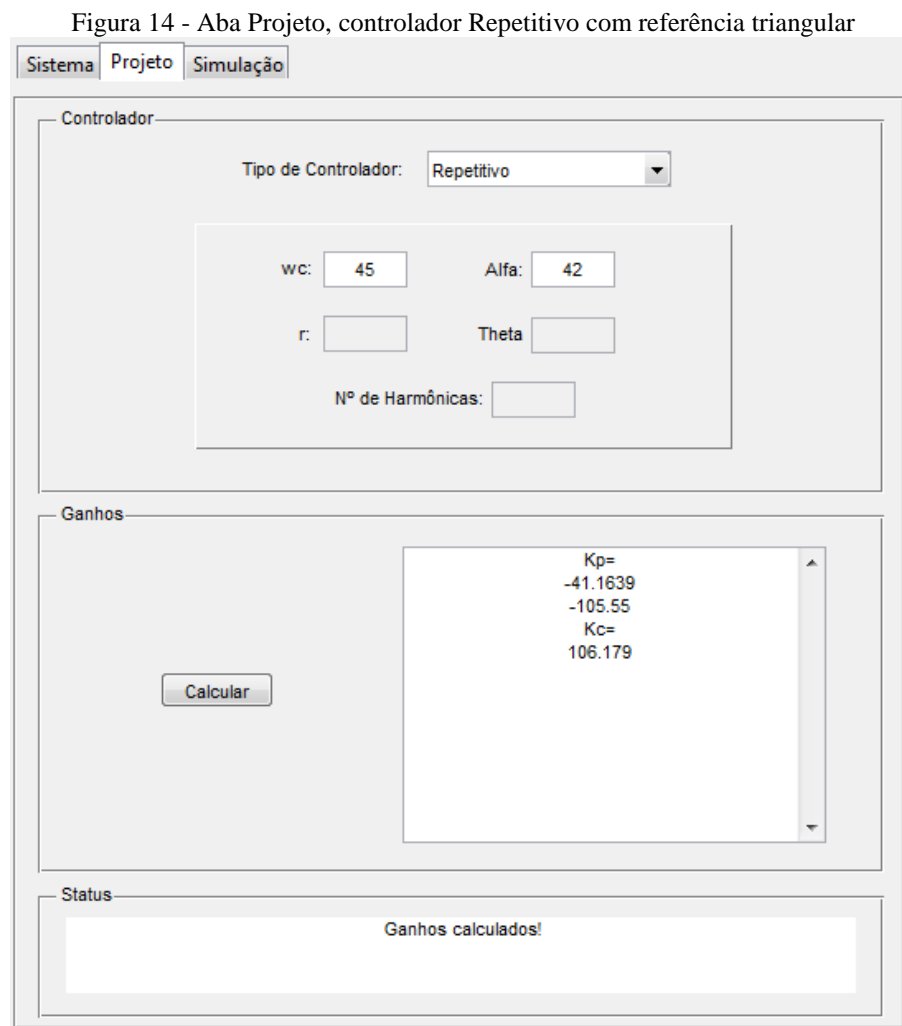 Figura 14 - Aba Projeto, controlador Repetitivo com referência triangular
Sistema Projeto Simulação
Controlador
Tipo de Controlador: Repetitivo
wc: 45 Alfa: 42
r: Theta
Nº de Harmônicas:
Ganhos
Kp=
-41.1639
-105.55
Kc=
106.179
Calcular
Status
Ganhos calculados!